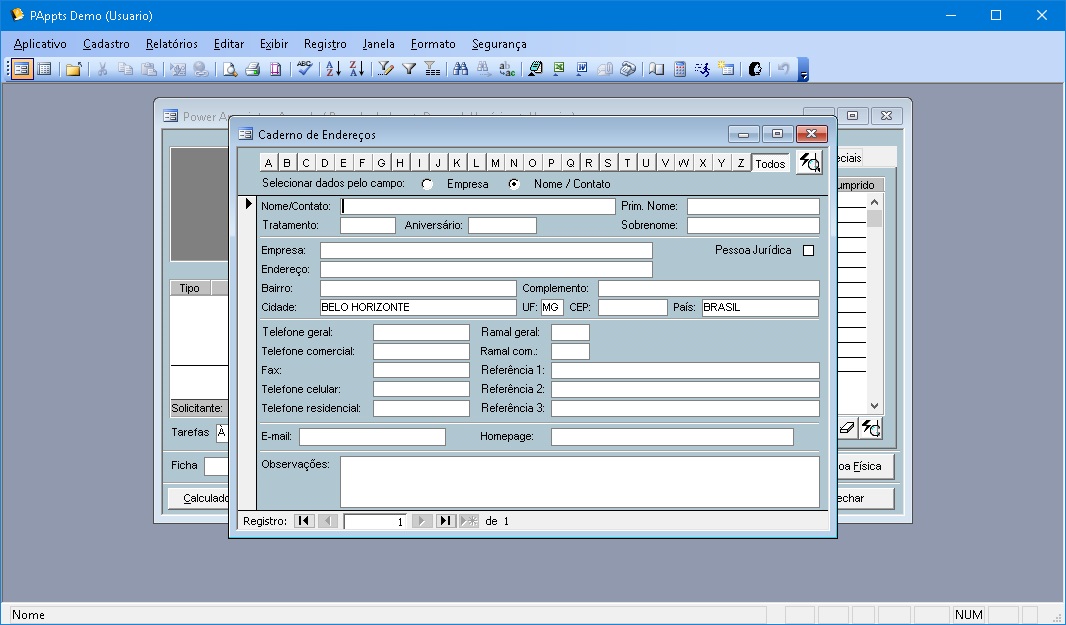 PAppts Demo (Usuario)
Aplicativo Cadastro Relatórios Editar Exibir Registro Janela Formato Segurança
Power
Caderno de Endereços
A B C D E F G H I J K L M N O P Q R S T U V W X Y Z Todos
eciais
Selecionar dados pelo campo: Empresa Nome / Contato
umprido
Nome/Contato: Prim. Nome:
Tratamento: Aniversário: Sobrenome:
Empresa: Pessoa Jurídica
Endereço:
Bairro: Complemento:
Tipo
Cidade: BELO HORIZONTE UF: MG CEP: País: BRASIL
Telefone geral: Ramal geral:
Telefone comercial: Ramal com.:
Fax: Referência 1:
Telefone celular: Referência 2:
Telefone residencial: Referência 3:
Solicitante:
Tarefas À
E-mail: Homepage:
Observações:
Ficha
oa Física
Calculado
echar
Registro: 1 de 1
Nome NUM